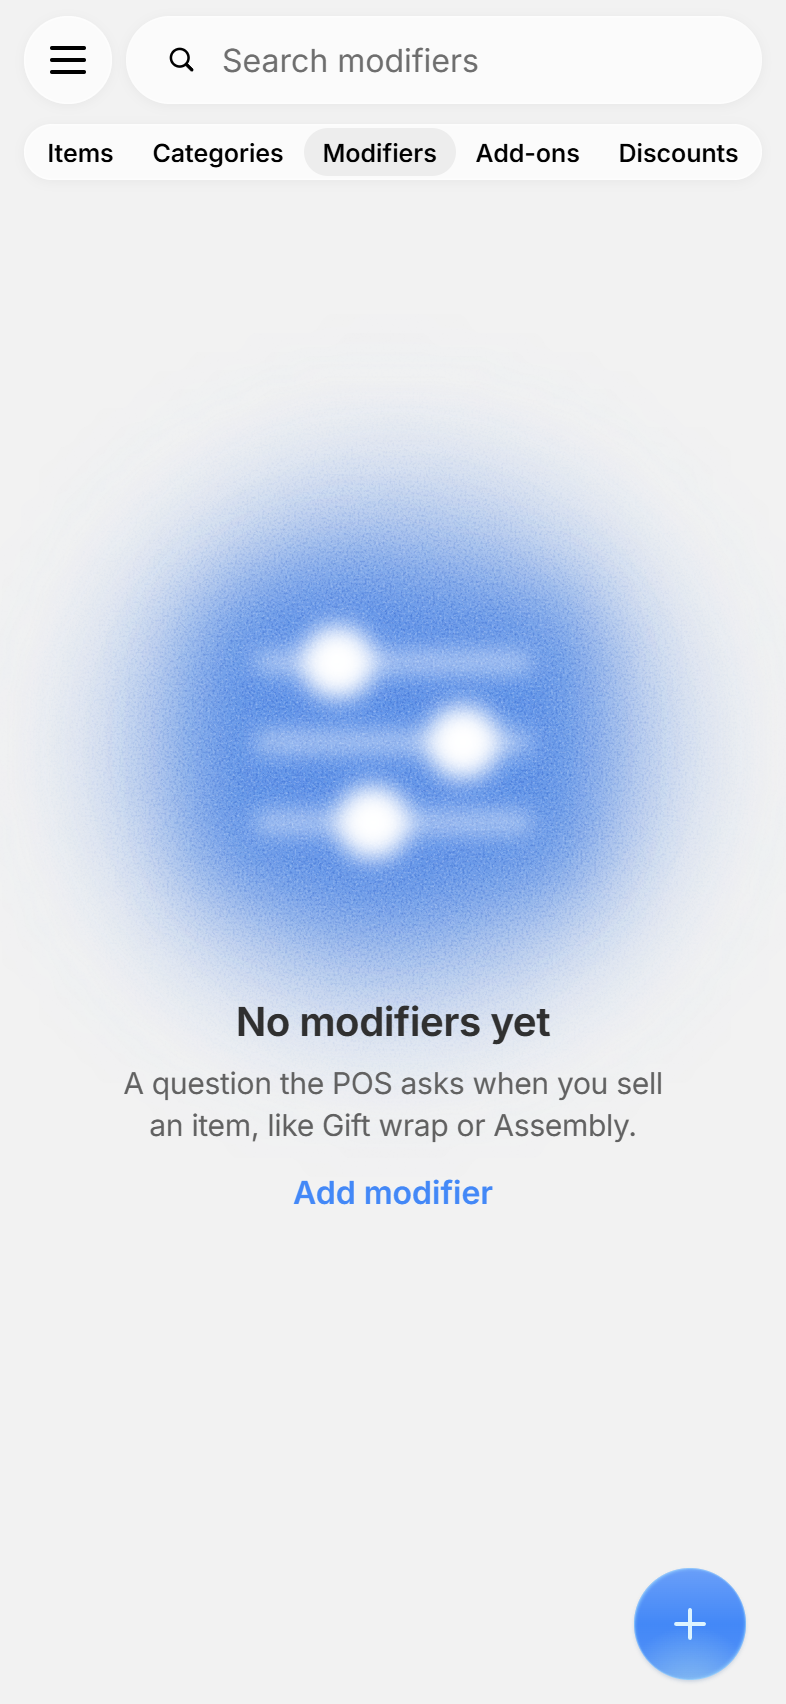 Search modifiers
Items Categories Modifiers Add-ons Discounts
No modifiers yet
A question the POS asks when you sell
an item, like Gift wrap or Assembly.
Add modifier